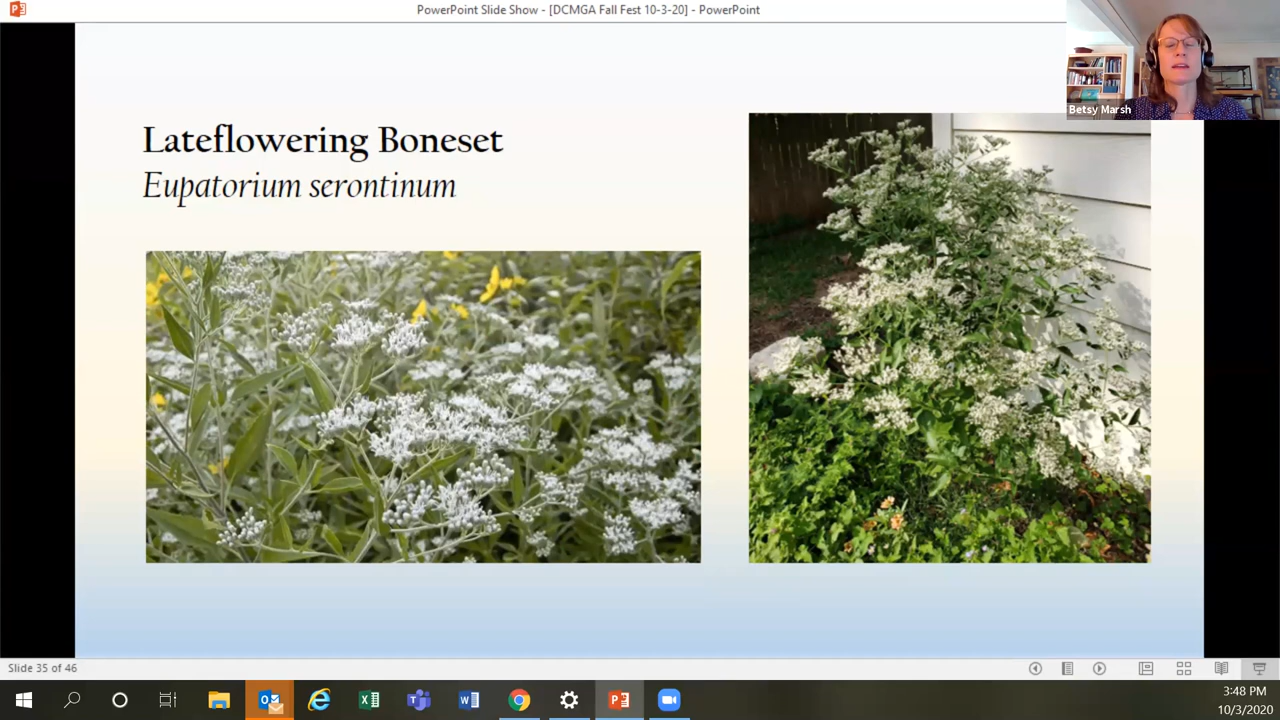 PowerPoint Slide Show - [DCMGA Fall Fest 10-3-20] - PowerPoint
Betsy Marsh
Lateflowering Boneset
Eupatorium serrontinum
Slide 35 of 46
3:48 PM
10/3/2020